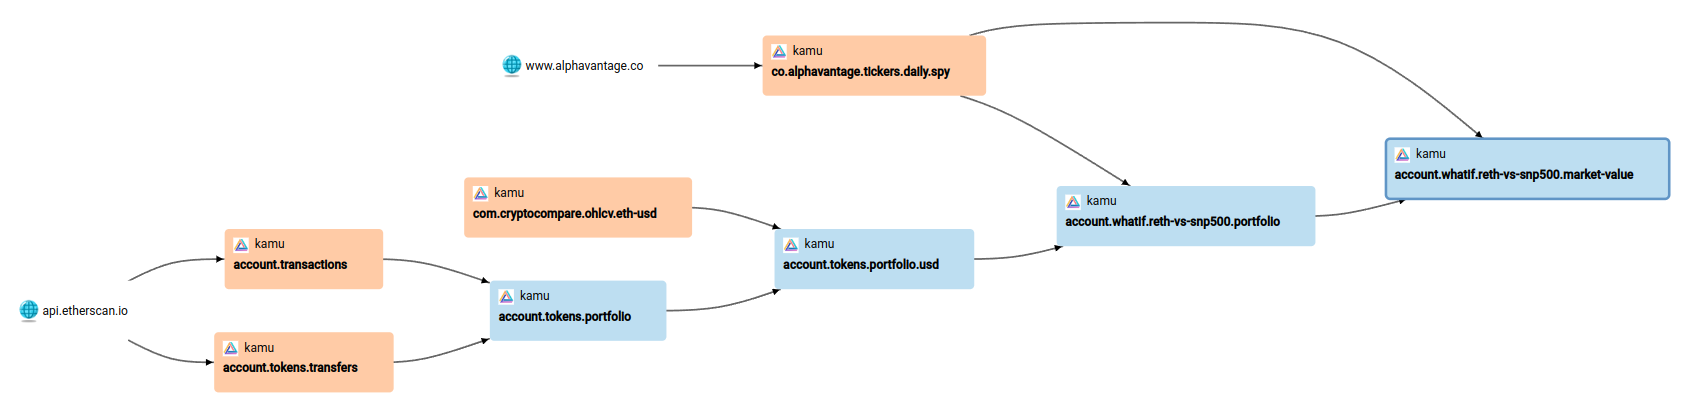 www.alphavantage.co
kamu
co.alphavantage.tickers.daily.spy
kamu
account.whatif.reth-vs-snp500.market-value
kamu
com.cryptocompare.ohlcv.eth-usd
kamu
account.whatif.reth-vs-snp500.portfolio
kamu
account.transactions
kamu
account.tokens.portfolio.usd
api.etherscan.io
kamu
account.tokens.portfolio
kamu
account.tokens.transfers